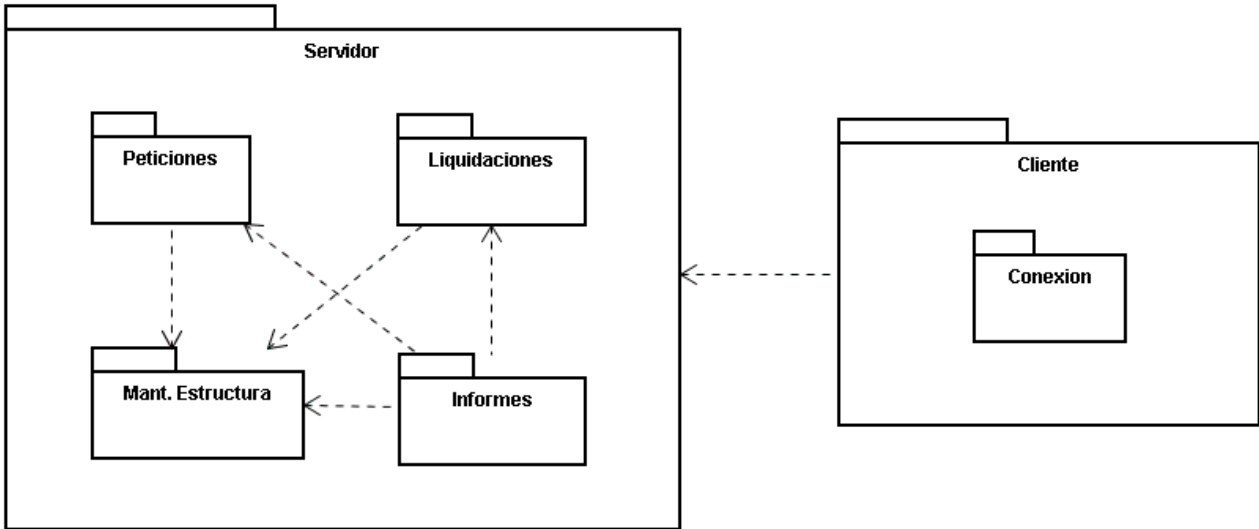 Servidor
Peticiones
Liquidaciones
Mant. Estructura
Informes
Cliente
Conexion